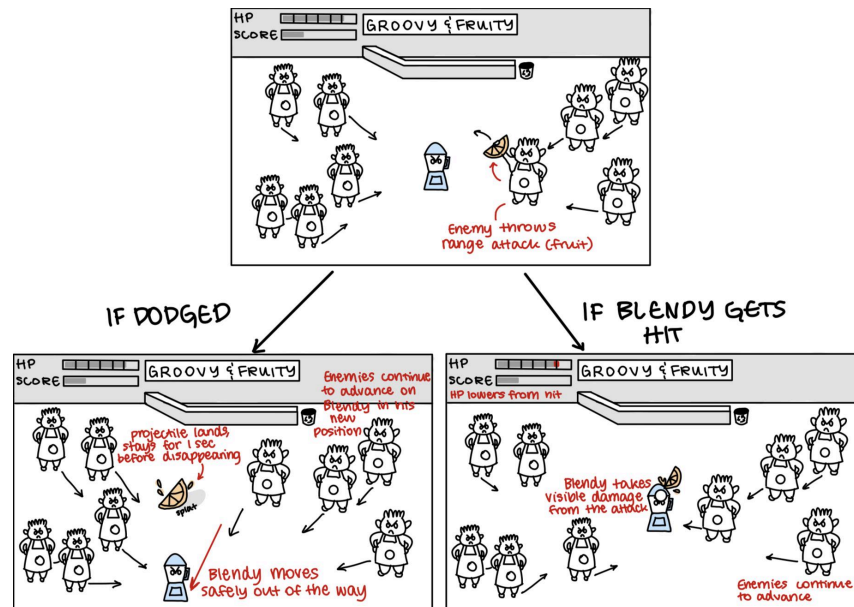 HP
SCORE
GROOVY & FRUITY
Enemy throws
range attack (fruit)
IF DODGED
IF BLENDY GETS
HIT
HP
SCORE
GROOVY & FRUITY
Enemies continue
to advance on
Blendy in his
new
position
projectile lands,
stays for 1 sec
before disappearing
splat
Blendy moves
safely out of the way
HP
SCORE
GROOVY & FRUITY
HP lowers from hit
Blendy takes
visible damage
from the attack
Enemies continue
to advance